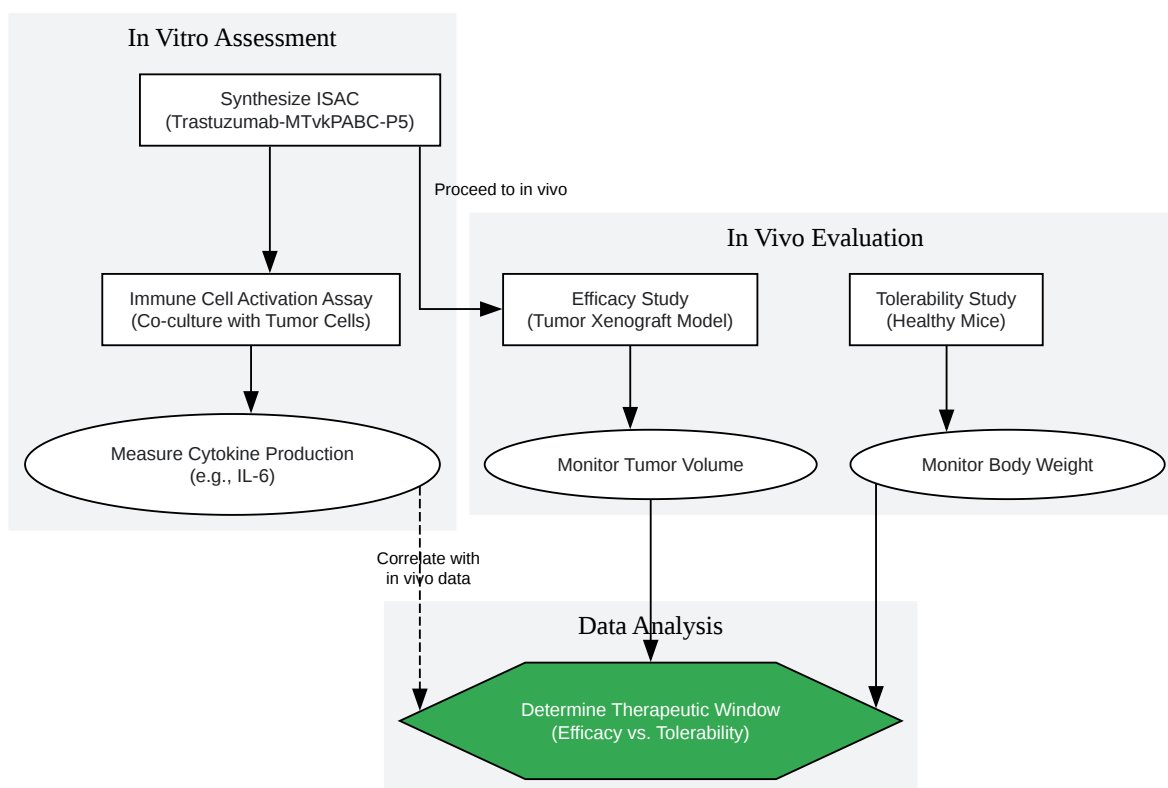 In Vitro Assessment
Synthesize ISAC
(Trastuzumab-MTvkPABC-P5)
Proceed to in vivo
In Vivo Evaluation
Immune Cell Activation Assay
(Co-culture with Tumor Cells)
Efficacy Study
(Tumor Xenograft Model)
Tolerability Study
(Healthy Mice)
Measure Cytokine Production
(e.g., IL-6)
Monitor Tumor Volume
Monitor Body Weight
Correlate with
in vivo data
Data Analysis
Determine Therapeutic Window
(Efficacy vs. Tolerability)